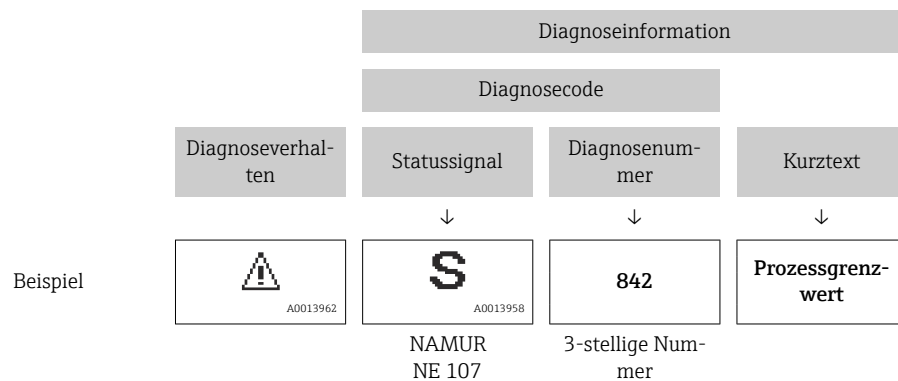 Diagnoseinformation
Diagnosecode
Diagnoseverhal-
ten
Statussignal
Diagnosenum-
mer
Kurztext
↓ ↓ ↓
Beispiel
A0013962
S
A0013958
842
Prozessgrenz-
wert
NAMUR
NE 107
3-stellige Num-
mer